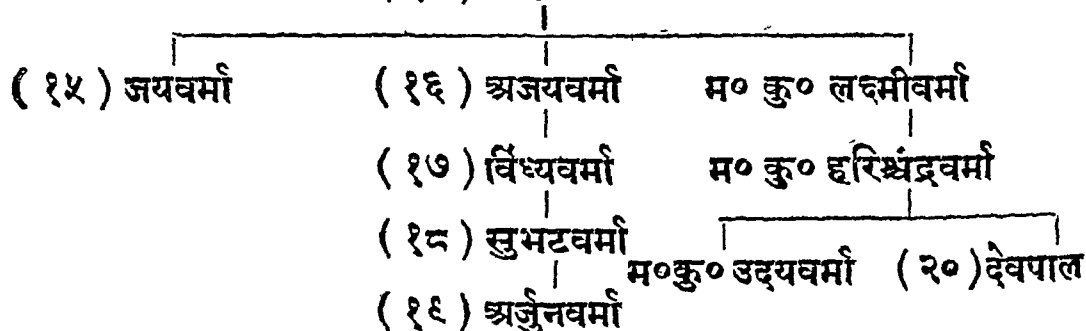 ( १५ ) जयवर्मा ( १६ ) अजयवर्मा म० कु० लक्ष्मीवर्मा
( १७ ) विंध्यवर्मा म० कु० हरिश्चंद्रवर्मा
( १८ ) सुभटवर्मा म०कु० उदयवर्मा ( २० ) देवपाल
( १९ ) अर्जुनवर्मा